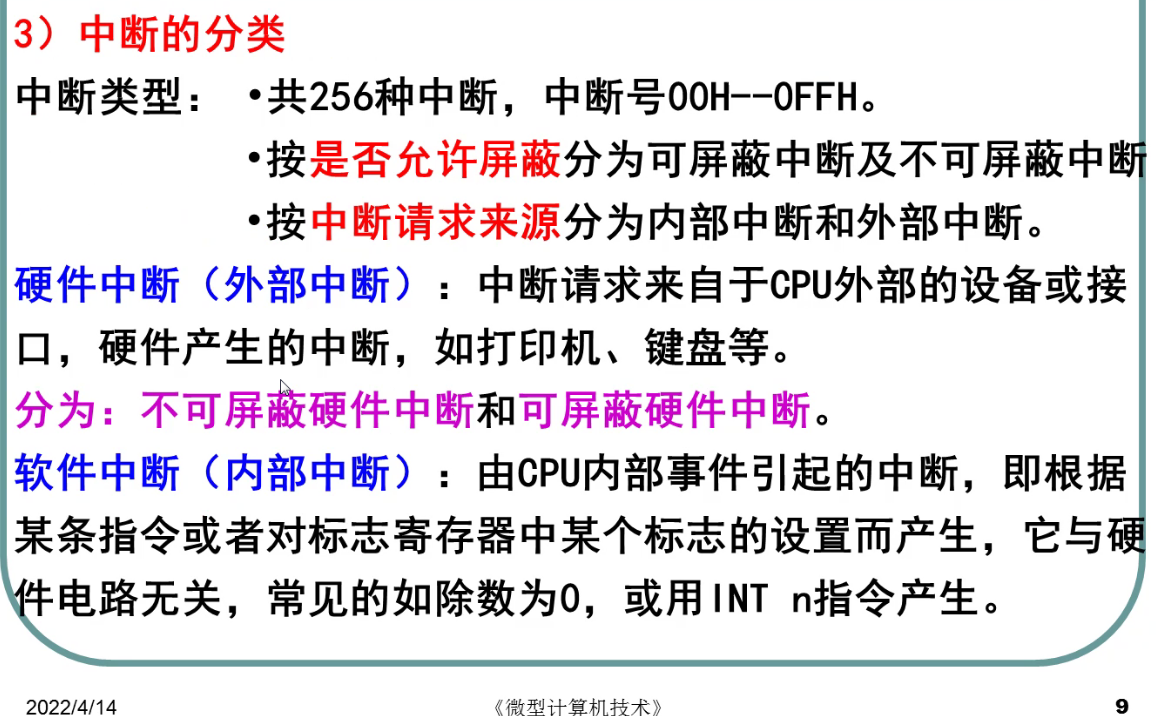 3）中断的分类
中断类型： •共256种中断，中断号00H--0FFH。
•按是否允许屏蔽分为可屏蔽中断及不可屏蔽中断
•按中断请求来源分为内部中断和外部中断。
硬件中断（外部中断）：中断请求来自于CPU外部的设备或接
口，硬件产生的中断，如打印机、键盘等。
分为：不可屏蔽硬件中断和可屏蔽硬件中断。
软件中断（内部中断）：由CPU内部事件引起的中断，即根据
某条指令或者对标志寄存器中某个标志的设置而产生，它与硬
件电路无关，常见的如除数为0，或用INT n指令产生。
2022/4/14 《微型计算机技术》 9